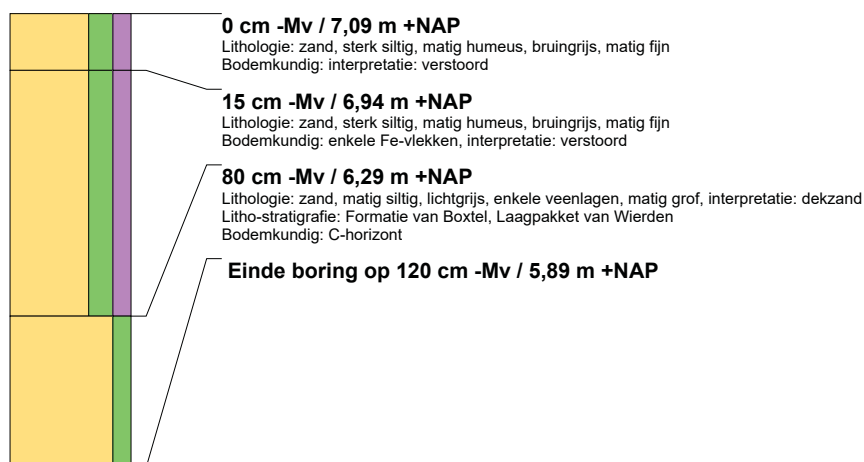 0 cm -Mv / 7,09 m +NAP
Lithologie: zand, sterk siltig, matig humeus, bruingrijs, matig fijn
Bodemkundig: interpretatie: verstoord
15 cm -Mv / 6,94 m +NAP
Lithologie: zand, sterk siltig, matig humeus, bruingrijs, matig fijn
Bodemkundig: enkele Fe-vlekken, interpretatie: verstoord
80 cm -Mv / 6,29 m +NAP
Lithologie: zand, matig siltig, lichtgrijs, enkele veenlagen, matig grof, interpretatie: dekzand
Litho-stratigrafie: Formatie van Boxtel, Laagpakket van Wierden
Bodemkundig: C-horizont
Einde boring op 120 cm -Mv / 5,89 m +NAP